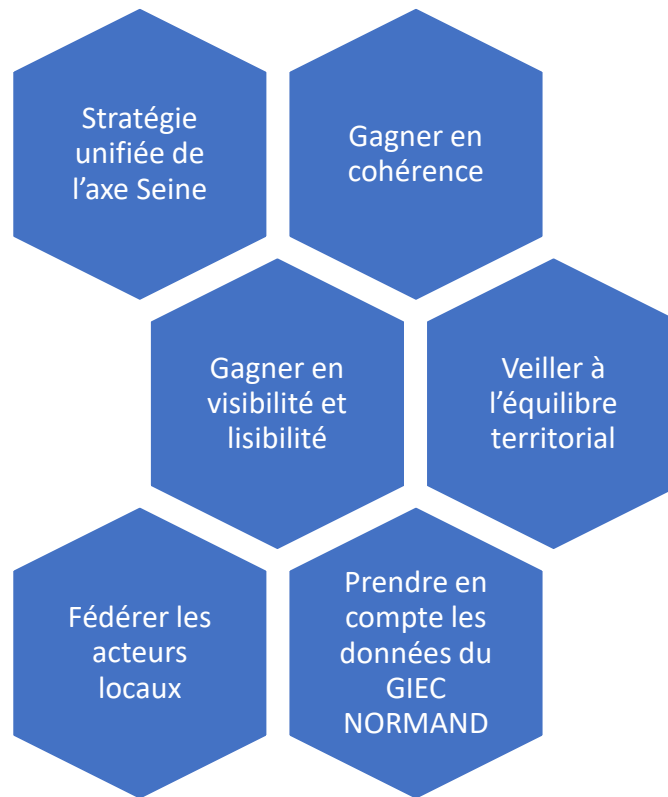 Stratégie
unifiée de
l’axe Seine
Gagner en
cohérence
Gagner en
visibilité et
lisibilité
Veiller à
l’équilibre
territorial
Fédérer les
acteurs
locaux
Prendre en
compte les
données du
GIEC
NORMAND